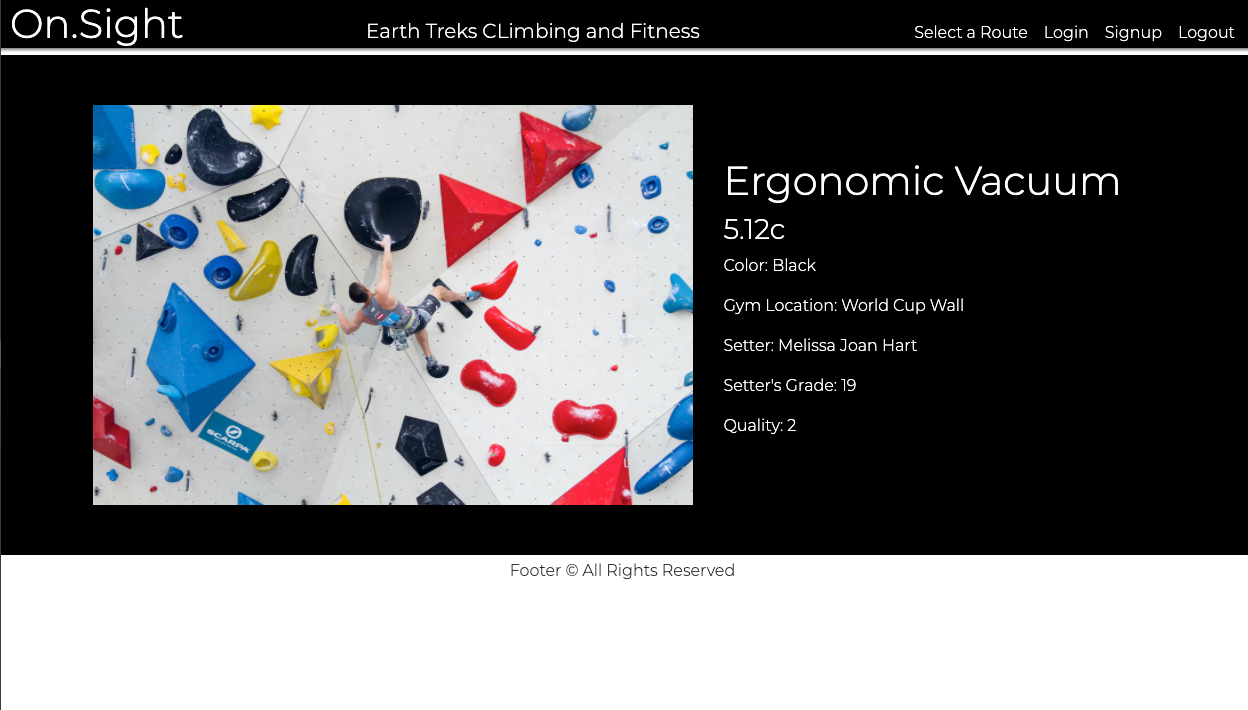 On.Sight
Earth Treks CLimbing and Fitness
Select a Route Login Signup Logout
SCARPA
Ergonomic Vacuum
5.12c
Color: Black
Gym Location: World Cup Wall
Setter: Melissa Joan Hart
Setter's Grade: 19
Quality: 2
Footer © All Rights Reserved